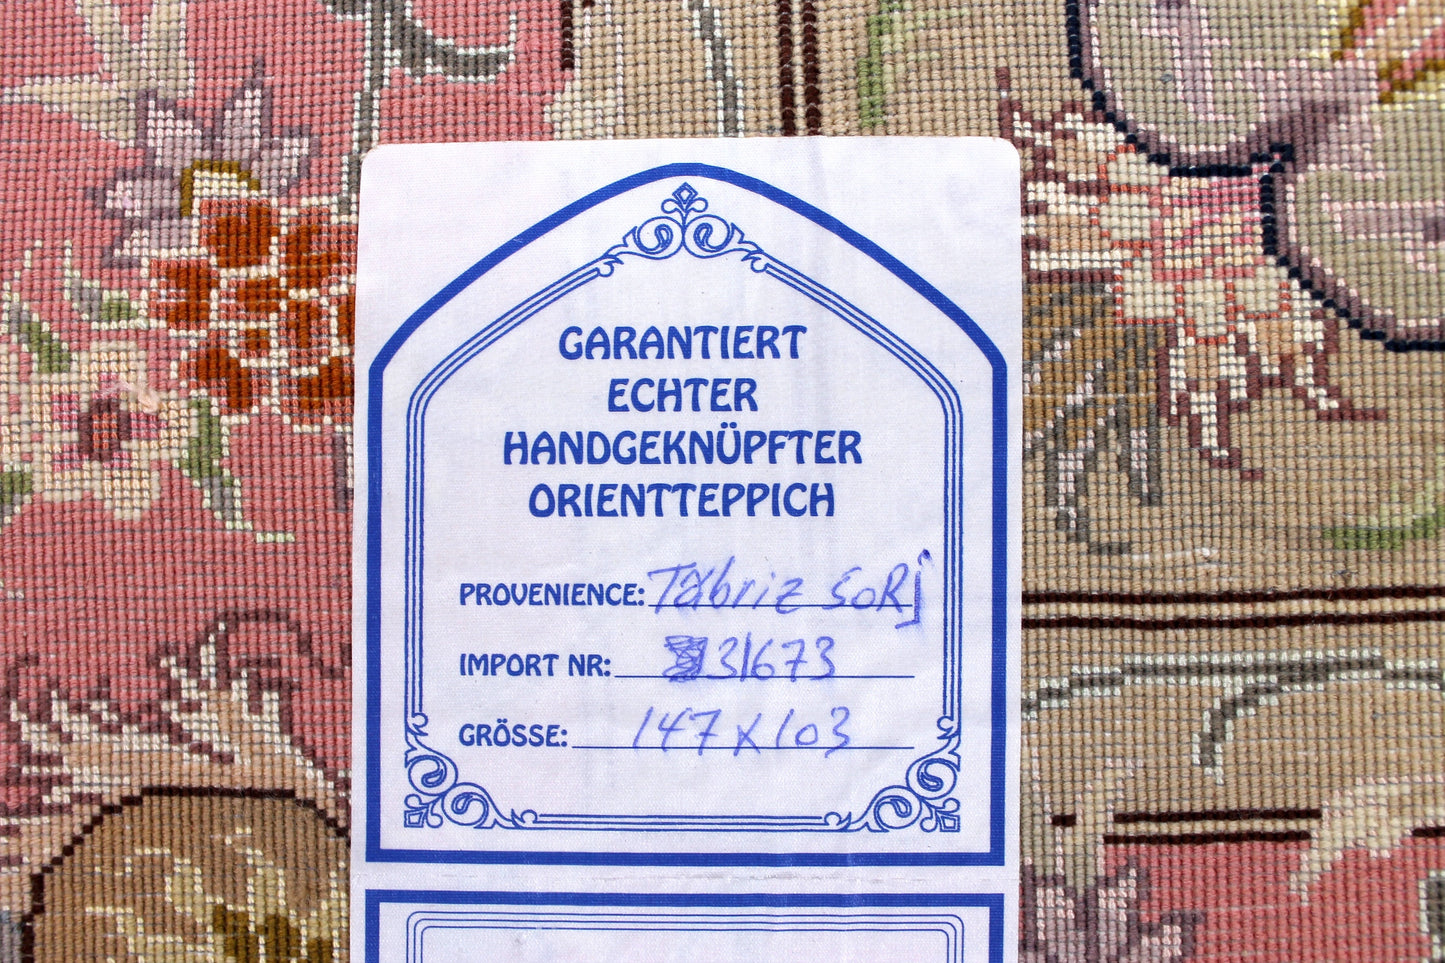 GARANTIERT
ECHTER
HANDGEKNÜPFTER
ORIENTTEPPICH
PROVENIENCE: Täbriz SoRj
IMPORT NR: 31673
GRÖSSE: 147 x 103